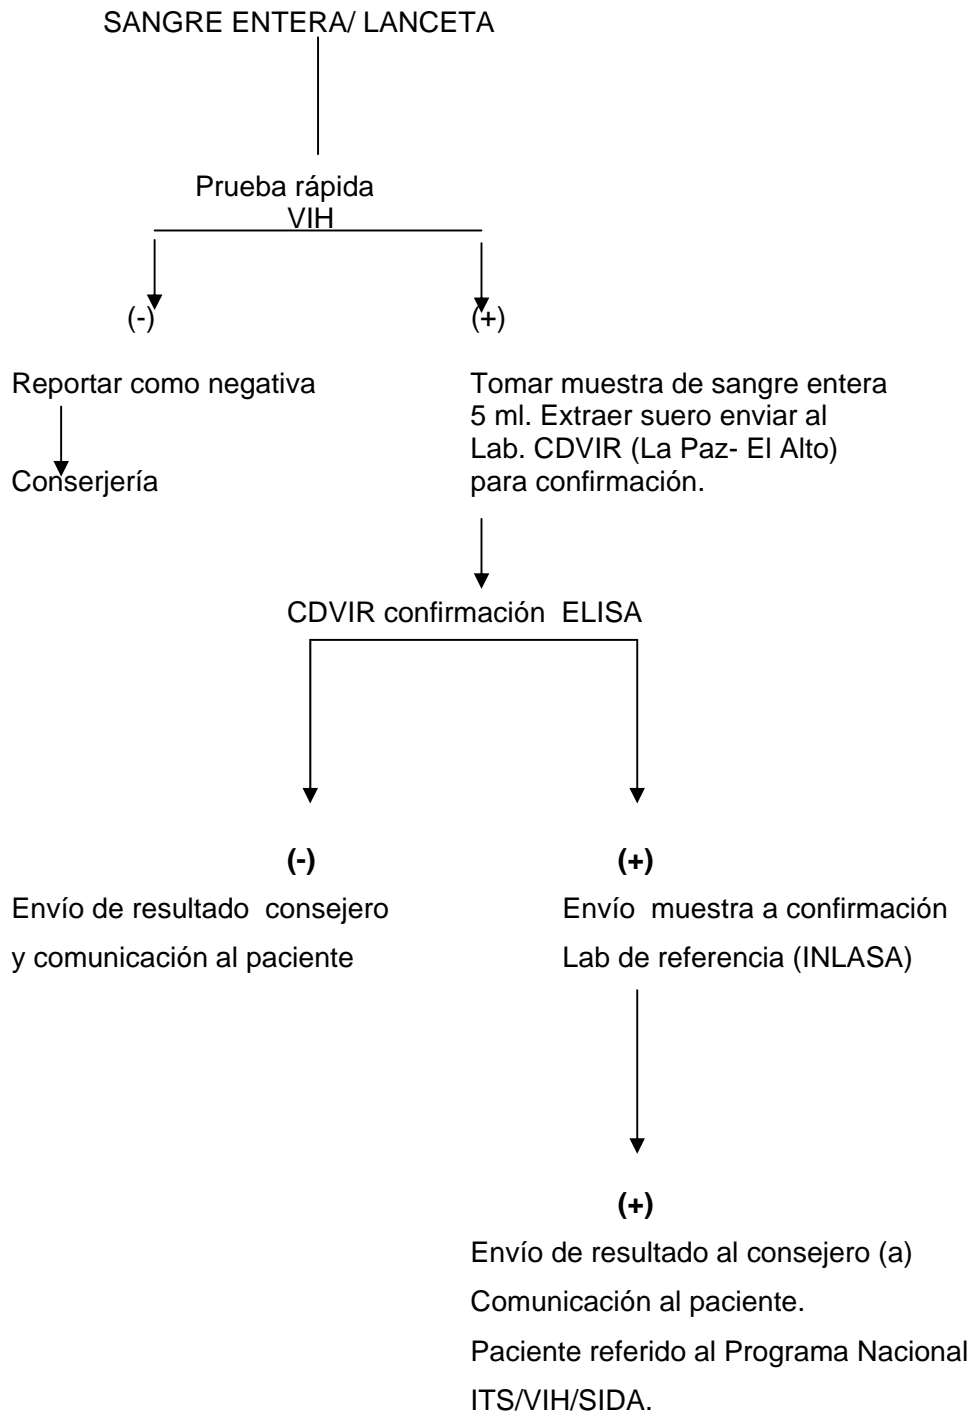 SANGRE ENTERA/ LANCETA
Prueba rápida
VIH
(-)
(+)
Reportar como negativa
Conserjería
Tomar muestra de sangre entera
5 ml. Extraer suero enviar al
Lab. CDVIR (La Paz- El Alto)
para confirmación.
CDVIR confirmación  ELISA
(-)
(+)
Envío de resultado  consejero
y comunicación al paciente
Envío  muestra a confirmación
Lab de referencia (INLASA)
(+)
Envío de resultado al consejero (a)
Comunicación al paciente.
Paciente referido al Programa Nacional
ITS/VIH/SIDA.